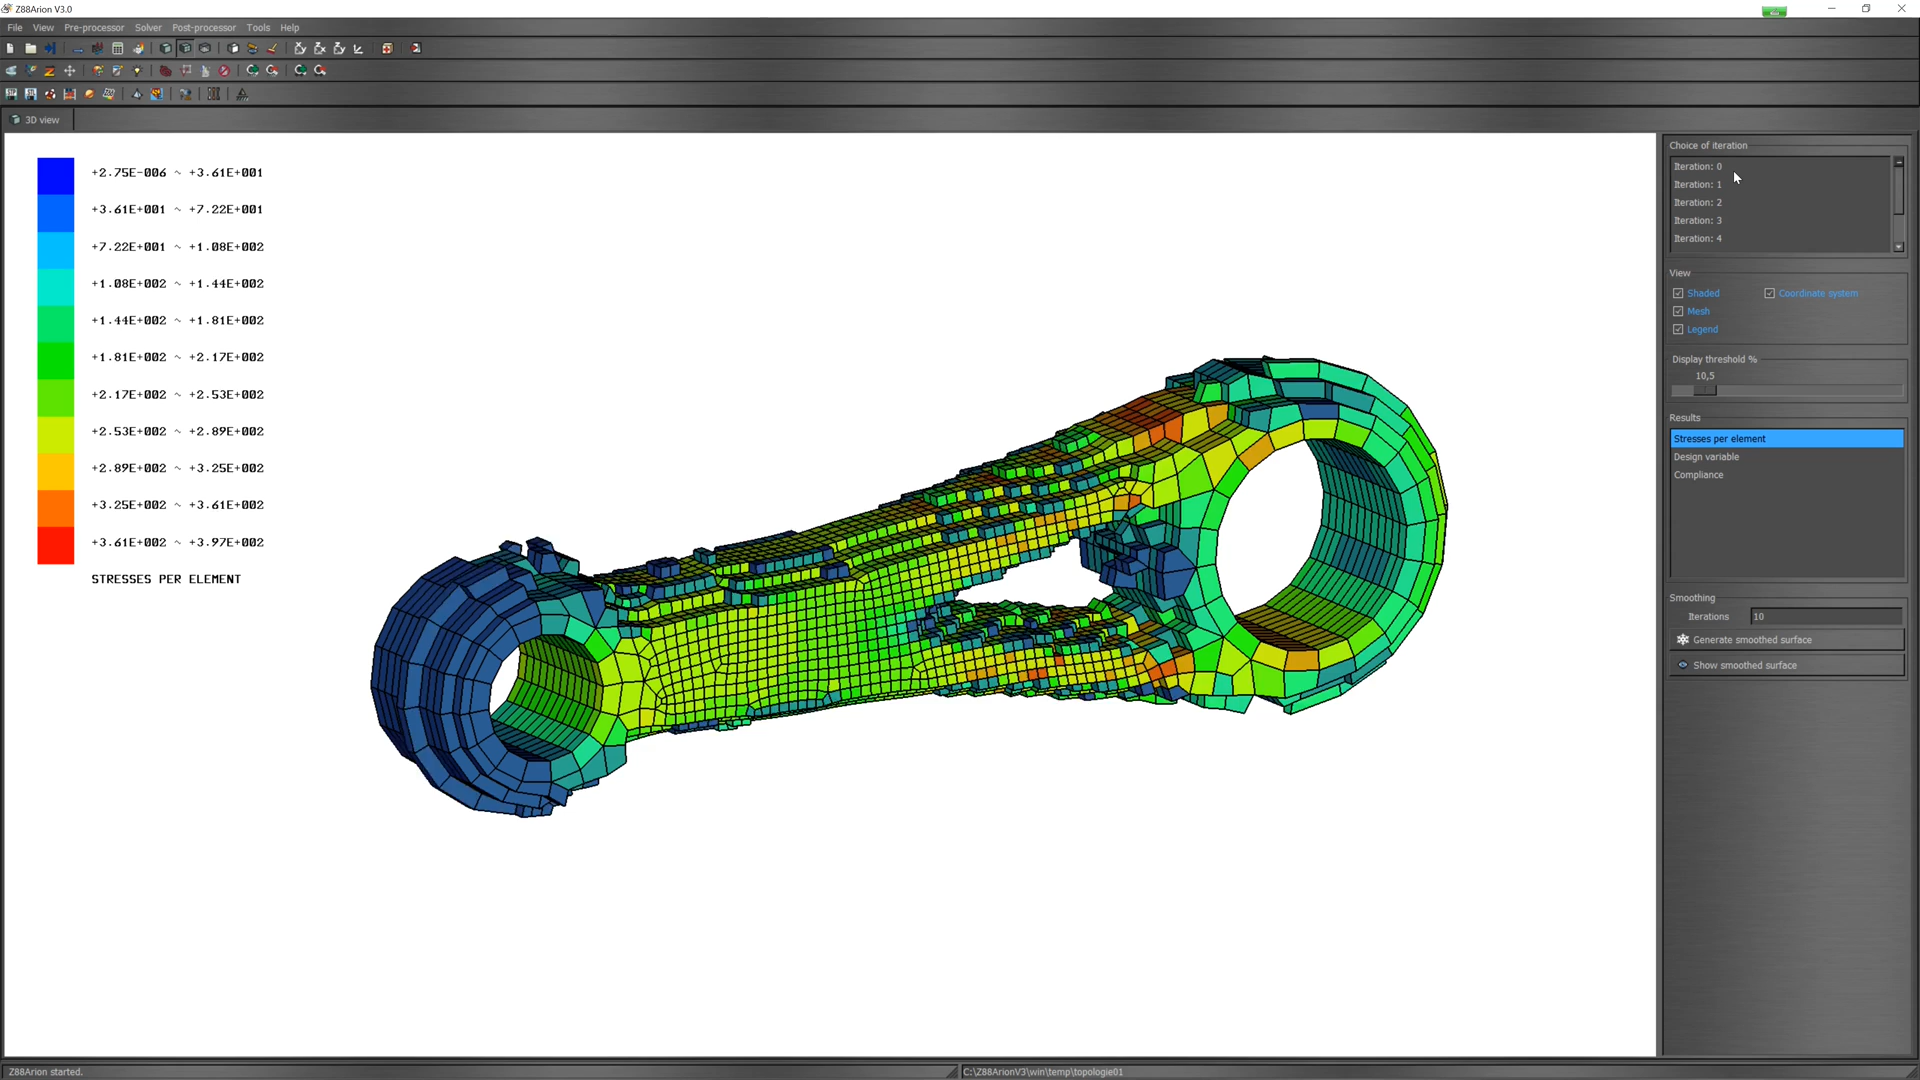 Z88Arion V3.0
File View Pre-processor Solver Post-processor Tools Help
3D view
+2.75E-006 ~ +3.61E+001
+3.61E+001 ~ +7.22E+001
+7.22E+001 ~ +1.08E+002
+1.08E+002 ~ +1.44E+002
+1.44E+002 ~ +1.81E+002
+1.81E+002 ~ +2.17E+002
+2.17E+002 ~ +2.53E+002
+2.53E+002 ~ +2.89E+002
+2.89E+002 ~ +3.25E+002
+3.25E+002 ~ +3.61E+002
+3.61E+002 ~ +3.97E+002
STRESSES PER ELEMENT
Choice of iteration
Iteration: 0
Iteration: 1
Iteration: 2
Iteration: 3
Iteration: 4
View
Shaded Coordinate system
Mesh
Legend
Display threshold %
10,5
Results
Stresses per element
Design variable
Compliance
Smoothing
Iterations 10
Generate smoothed surface
Show smoothed surface
Z88Arion started.
C:\Z88ArionV3\win\temp\topologie01